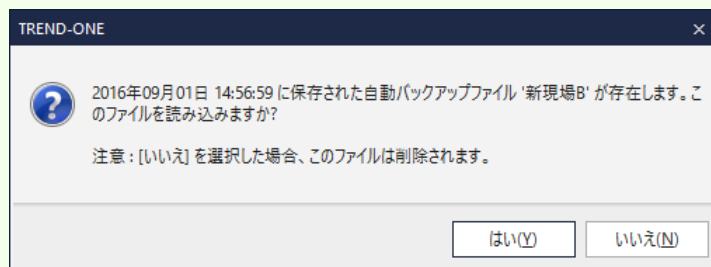 TREND-ONE
2016年09月01日 14:56:59 に保存された自動バックアップファイル '新現場B' が存在します。こ
のファイルを読み込みますか?
注意 : [いいえ] を選択した場合、このファイルは削除されます。
はい(Y)
いいえ(N)